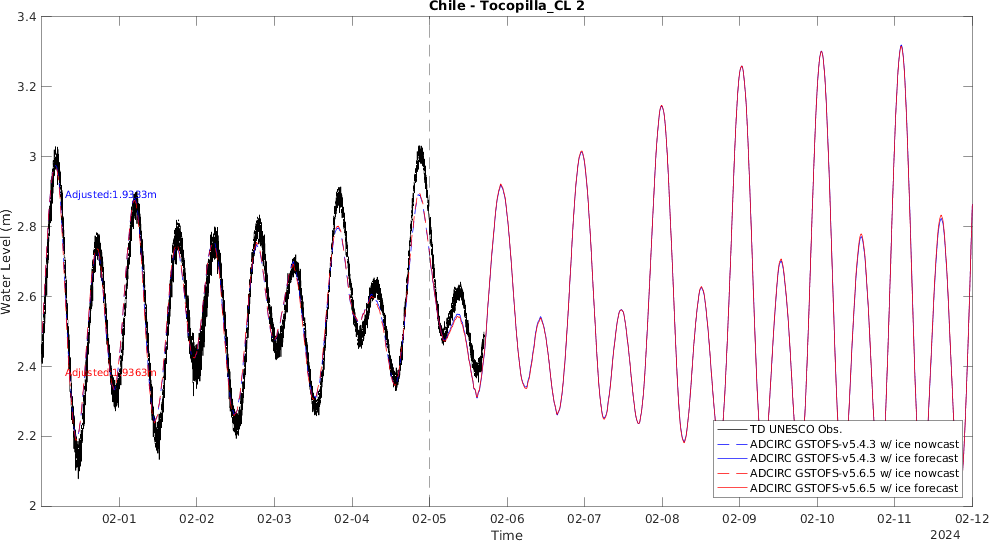 Chile - Tocopilla_CL 2
3.4
3.2
3
2.8
2.6
2.4
2.2
2
Water Level (m)
Adjusted:1.9383m
Adjusted:1.9363m
02-01
02-02
02-03
02-04
02-05
02-06
02-07
02-08
02-09
02-10
02-11
02-12
Time
2024
TD UNESCO Obs.
ADCIRC GSTOFS-v5.4.3 w/ ice nowcast
ADCIRC GSTOFS-v5.4.3 w/ ice forecast
ADCIRC GSTOFS-v5.6.5 w/ ice nowcast
ADCIRC GSTOFS-v5.6.5 w/ ice forecast